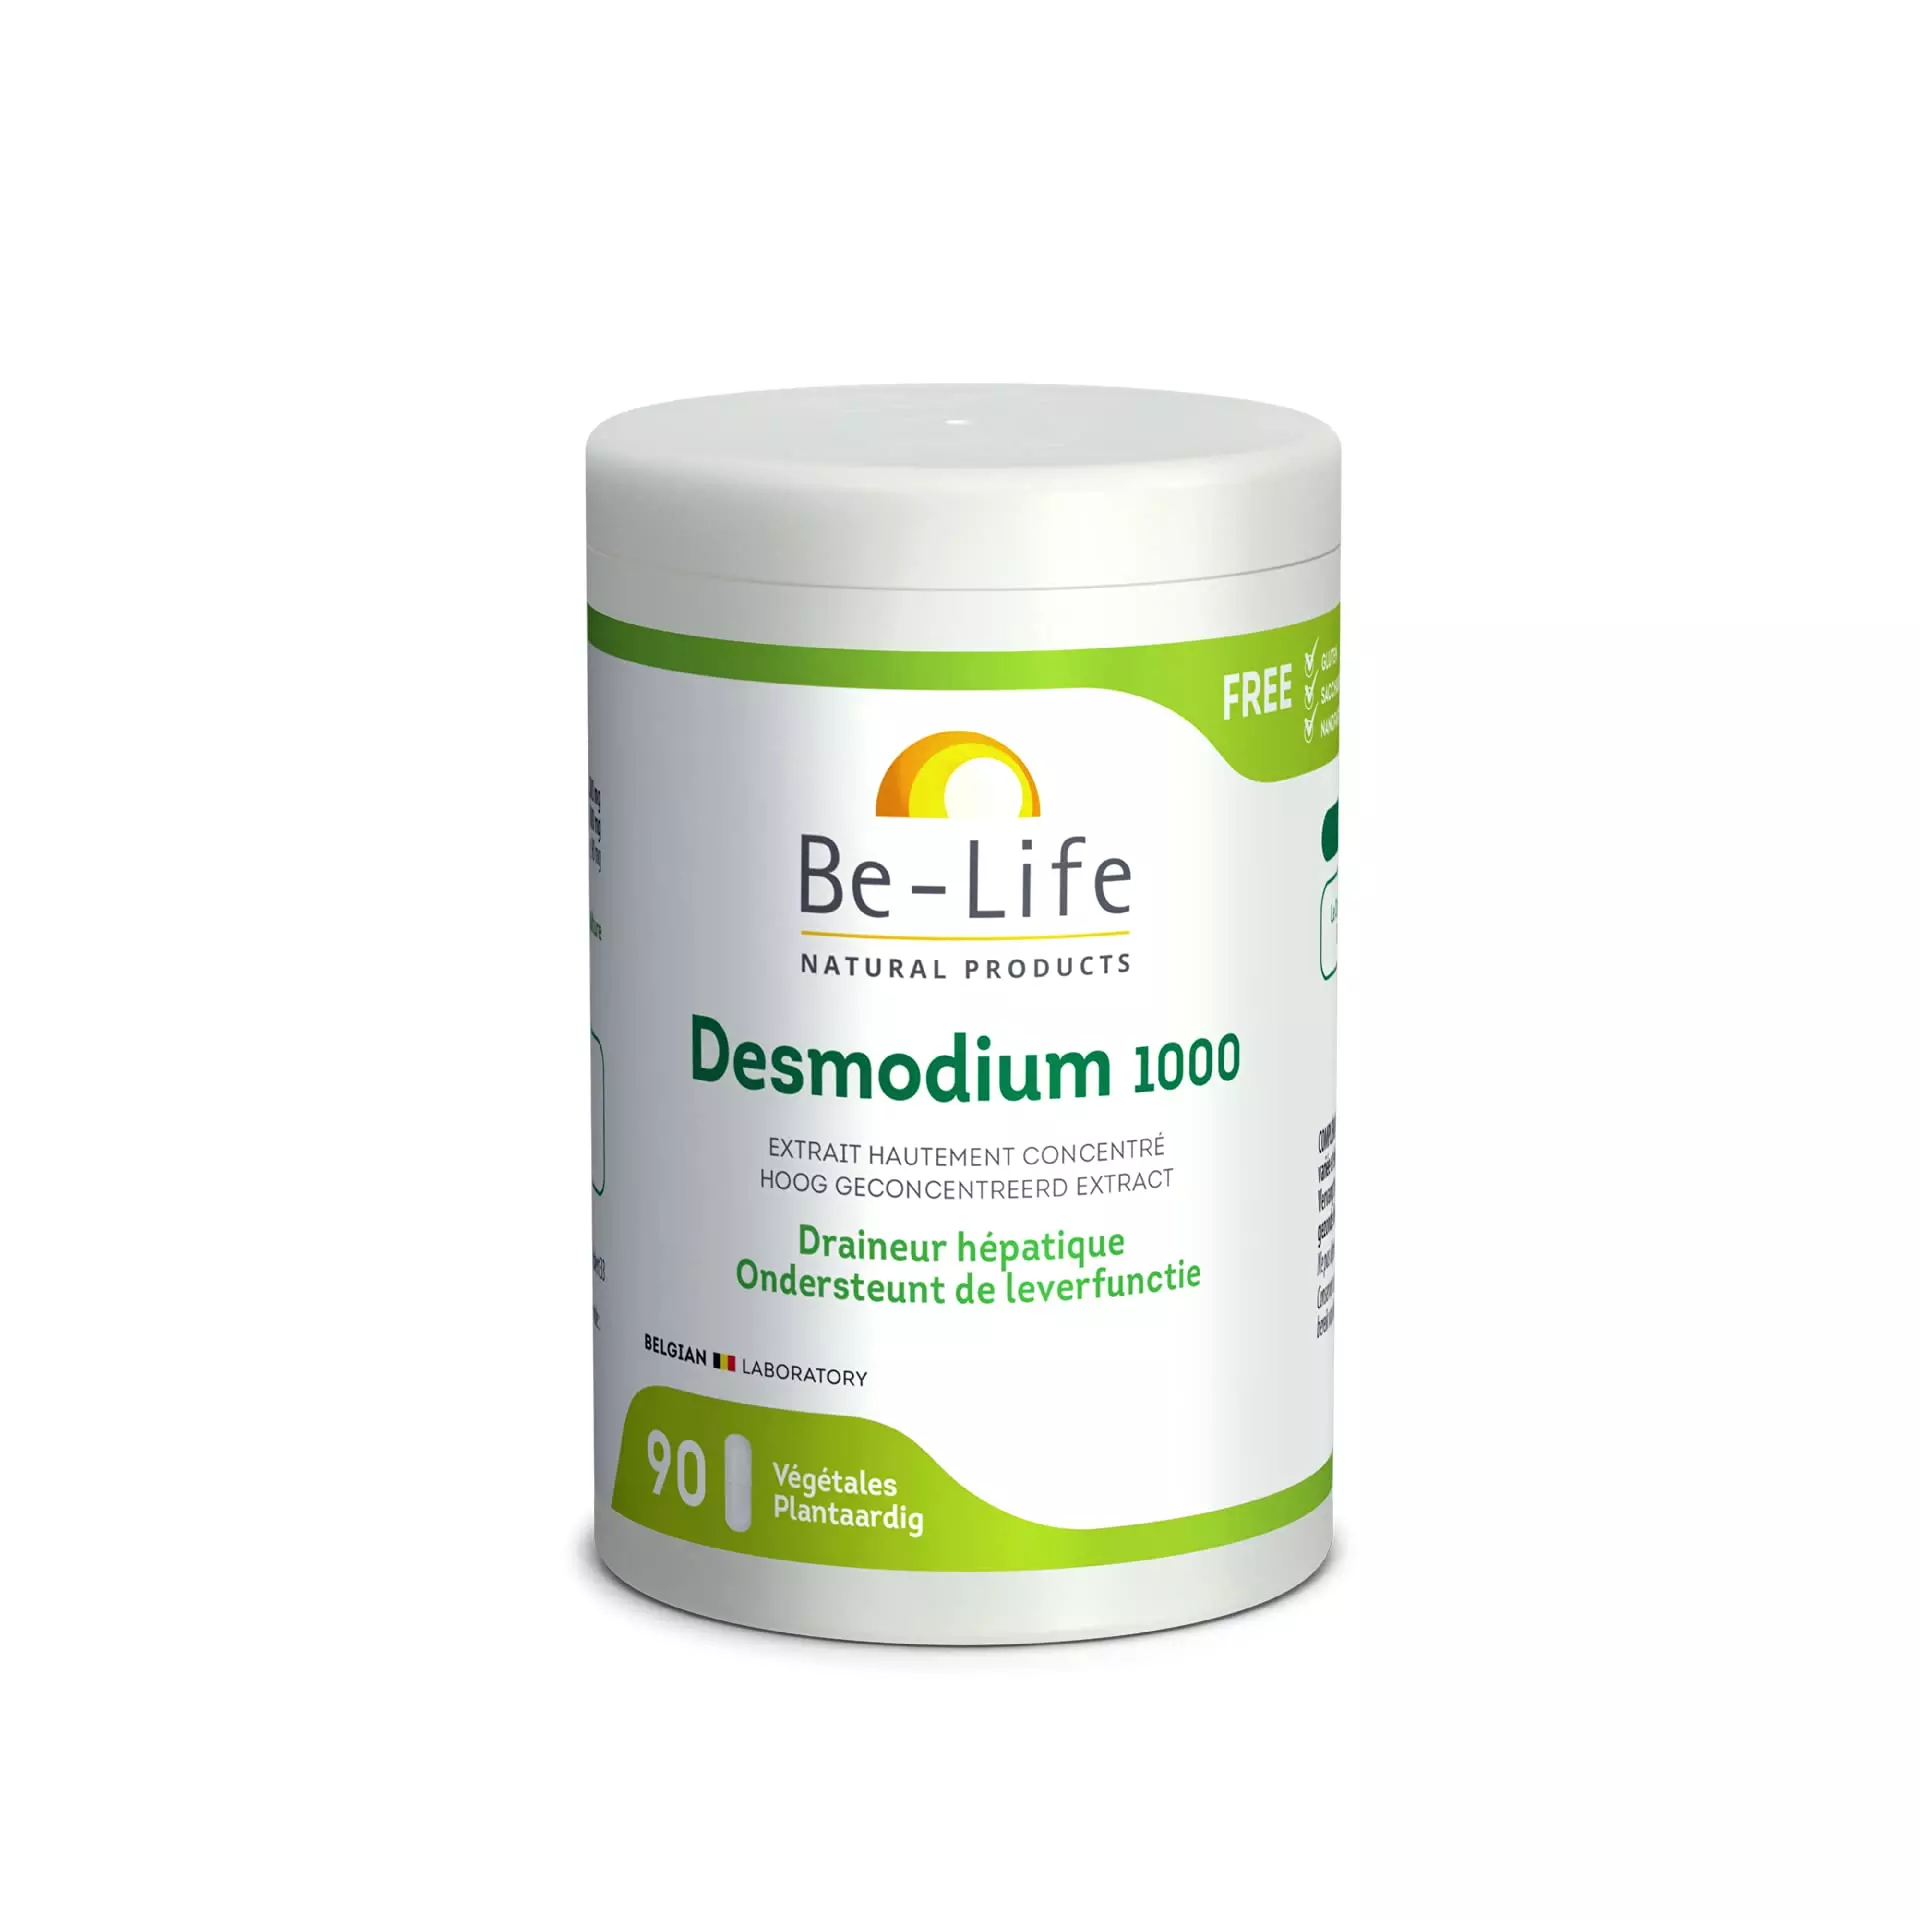 FREE
GLUTEN
Be-Life
NATURAL PRODUCTS
Desmodium 1000
EXTRAIT HAUTEMENT CONCENTRÉ
HOOG GECONCENTREERD EXTRACT
Draineur hépatique
Ondersteunt de leverfunctie
BELGIAN LABORATORY
90
Végétales
Plantaardig